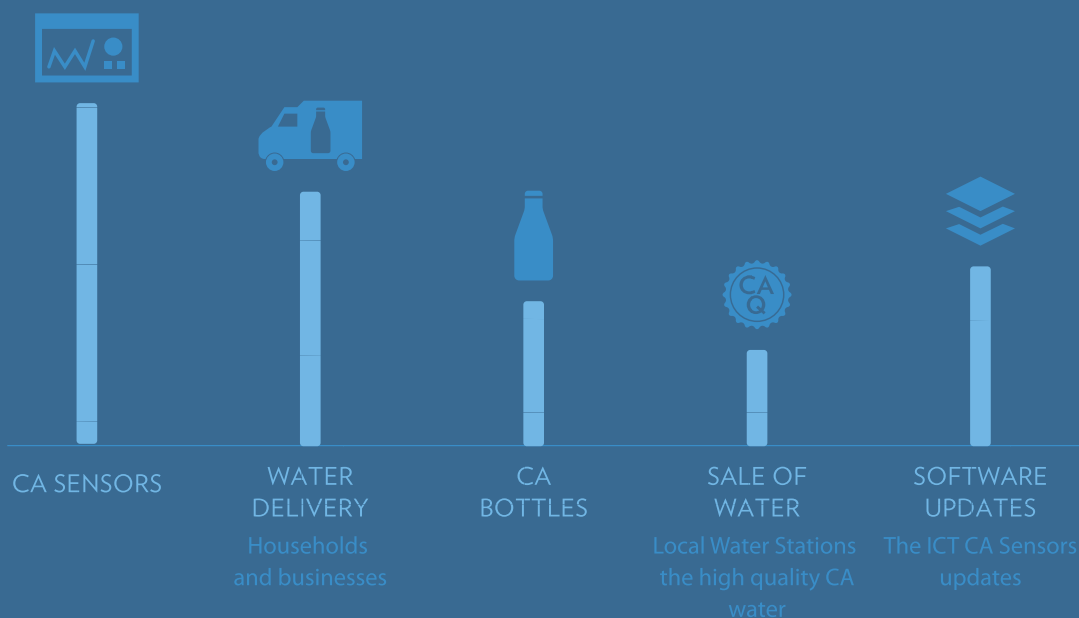 CA
Q
CA SENSORS
WATER
DELIVERY
Households
and businesses
CA
BOTTLES
SALE OF
WATER
Local Water Stations
the high quality CA
water
SOFTWARE
UPDATES
The ICT CA Sensors
updates